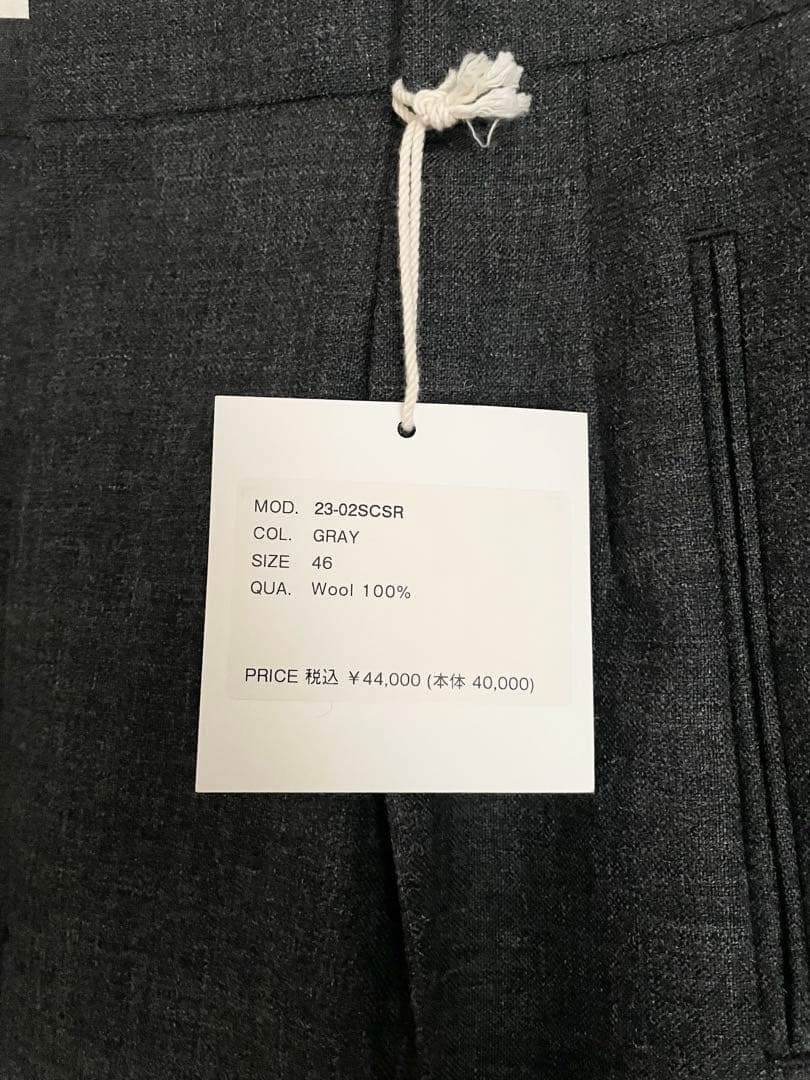 MOD. 23-02SCSR
COL. GRAY
SIZE 46
QUA. Wool 100%
PRICE 税込 ¥44,000 (本体 40,000)